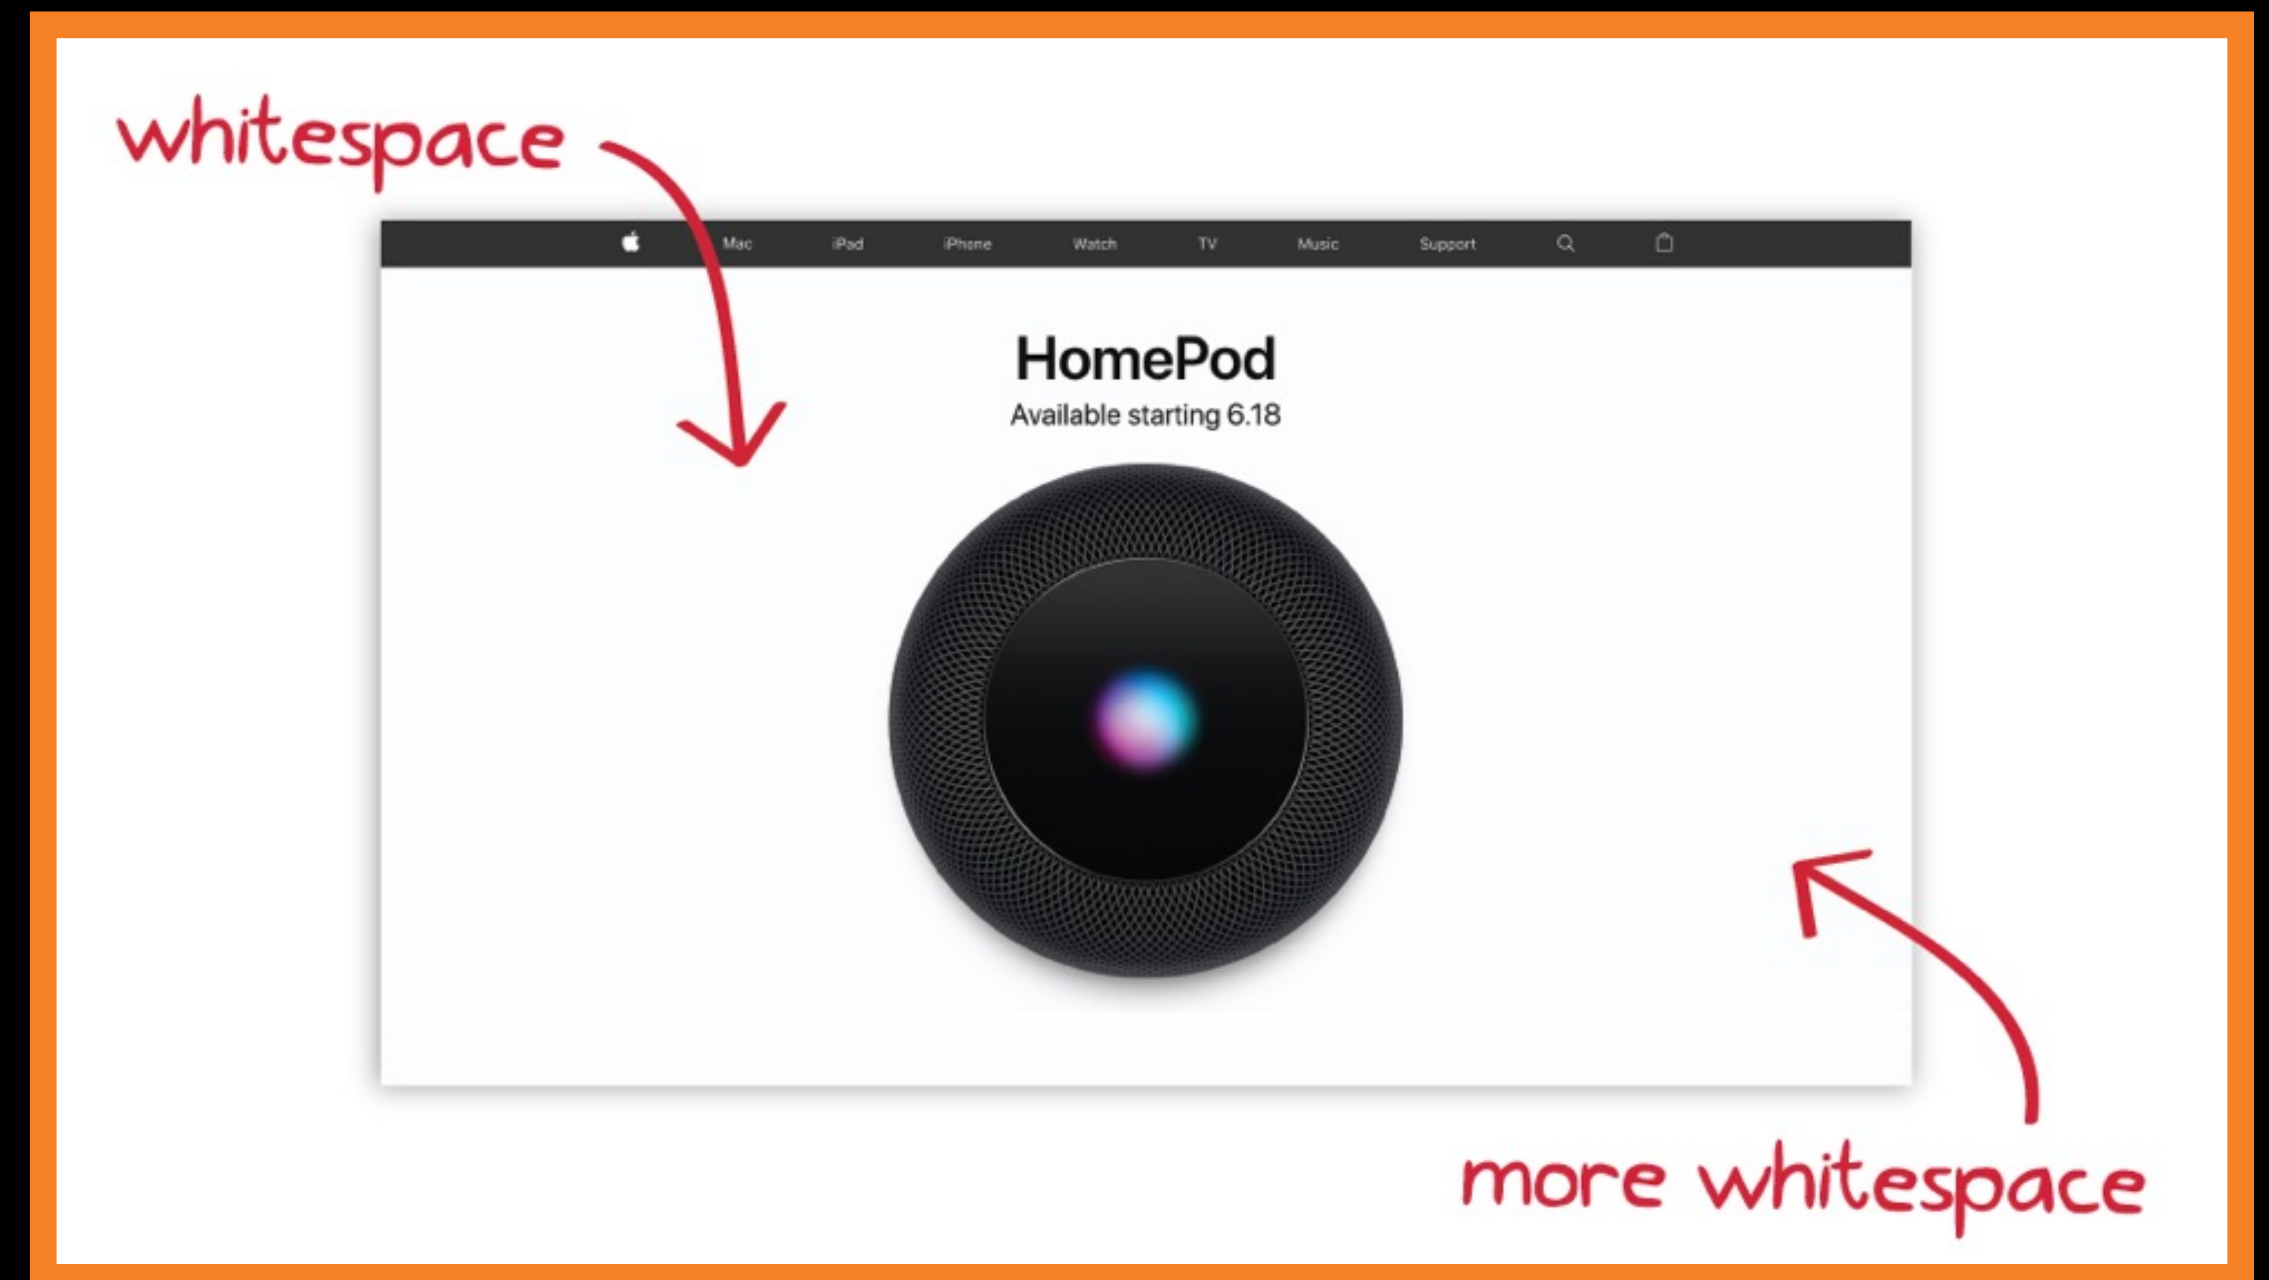 whitespace
Mac iPad iPhone Watch TV Music Support
HomePod
Available starting 6.18
more whitespace